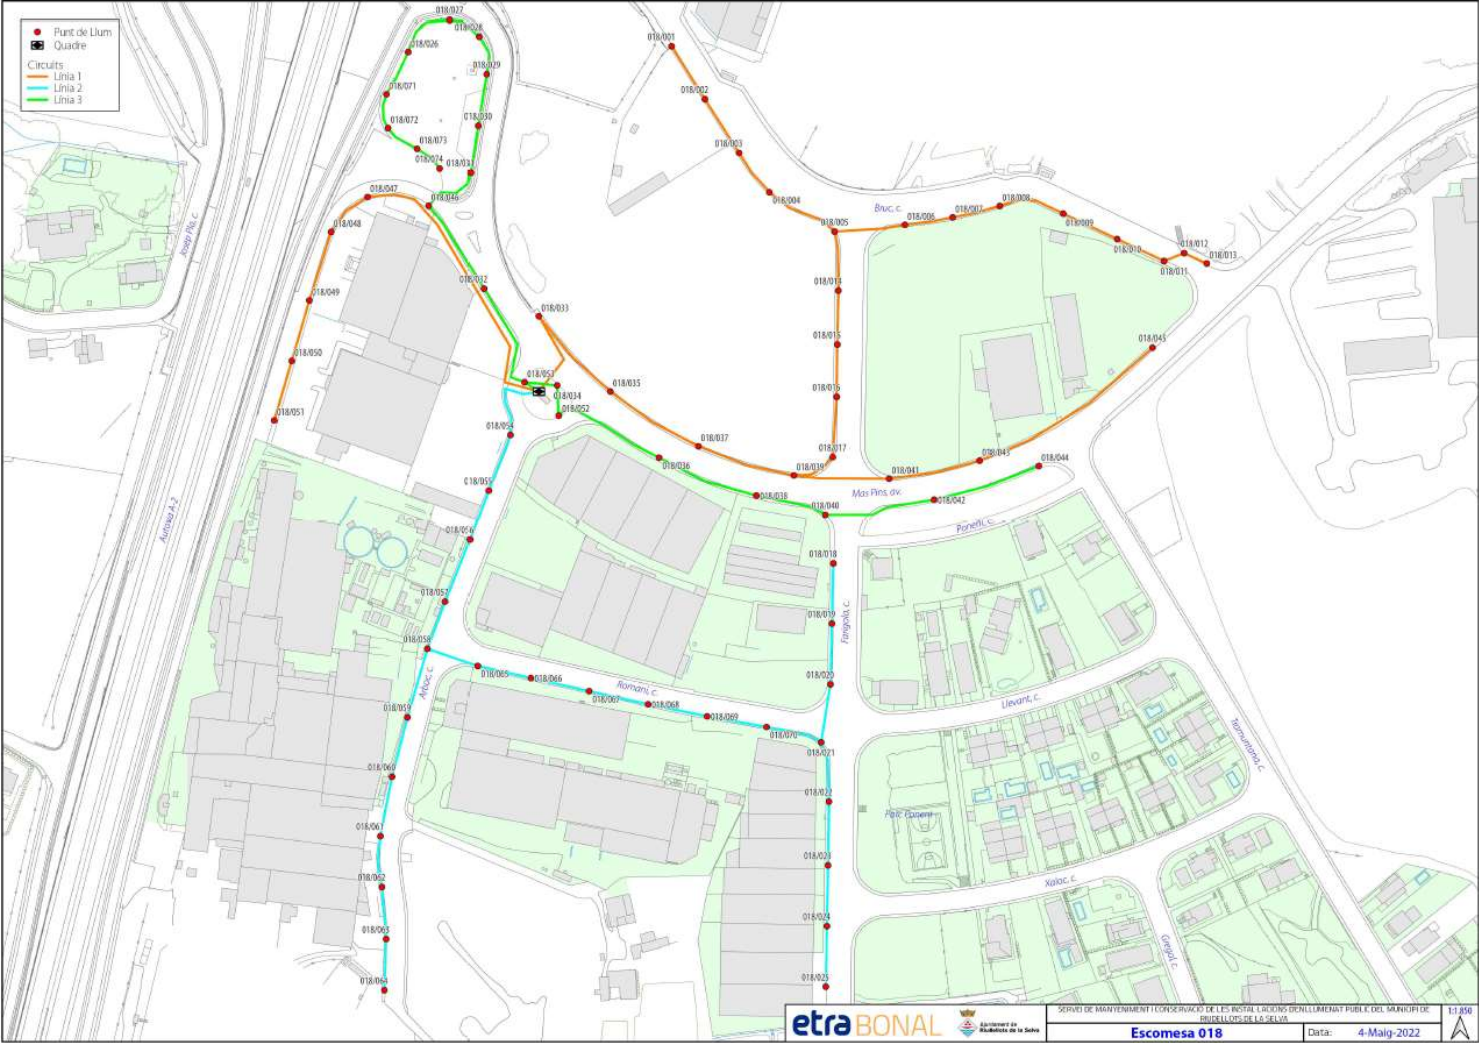 Punt de Llum
Quadre
Circuits
Línia 1
Línia 2
Línia 3
018/027
018/028
018/026
018/029
018/071
018/030
018/072
018/073
018/074
018/031
018/046
018/047
018/048
018/049
018/050
018/051
018/032
018/033
018/053
018/034
018/052
018/035
018/037
018/036
018/038
018/039
018/040
018/041
018/042
018/043
018/044
018/045
018/001
018/002
018/003
018/004
018/005
018/006
018/007
018/008
018/009
018/010
018/011
018/012
018/013
018/014
018/015
018/016
018/017
018/018
018/019
018/020
018/021
018/022
018/023
018/024
018/025
018/054
018/055
018/056
018/057
018/058
018/059
018/060
018/061
018/062
018/063
018/064
018/065
018/066
018/067
018/068
018/069
018/070
Josep Pla, c.
Autovia A-2
Bruc, c.
Mas Pins, av.
Ponent, c.
Farigola, c.
Romaní, c.
Arboç, c.
Llevant, c.
Tramuntana, c.
Parc Ponent
Xaloc, c.
Gregal, c.
etra BONAL
Ajuntament de
Riudellots de la Selva
SERVEI DE MANTENIMENT I CONSERVACIÓ DE LES INSTAL·LACIONS D'ENLLUMENAT PÚBLIC DEL MUNICIPI DE
RIUDELLOTS DE LA SELVA
Escomesa 018
Data: 4-Maig-2022
1:1.850